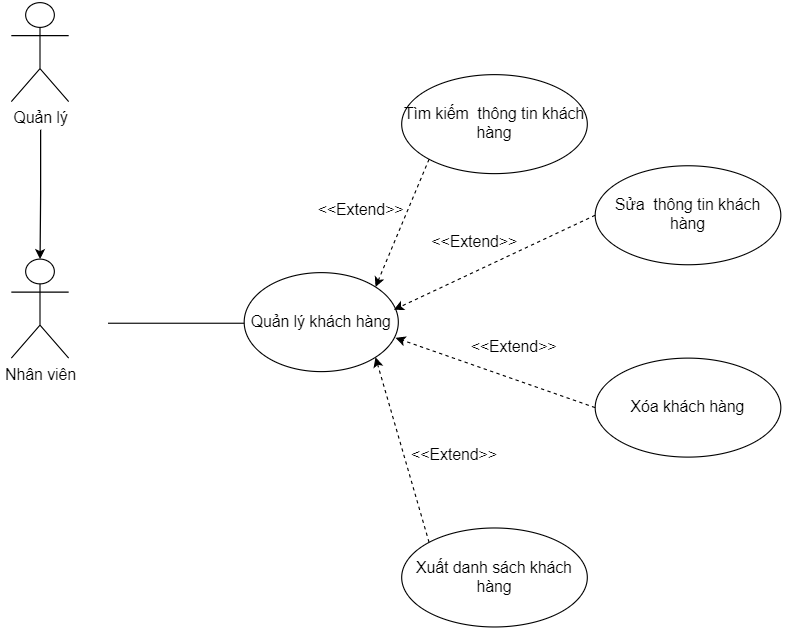 Quản lý
Tìm kiếm  thông tin khách
hàng
<<Extend>>
Sửa  thông tin khách
hàng
<<Extend>>
Quản lý khách hàng
<<Extend>>
Nhân viên
Xóa khách hàng
<<Extend>>
Xuất danh sách khách
hàng